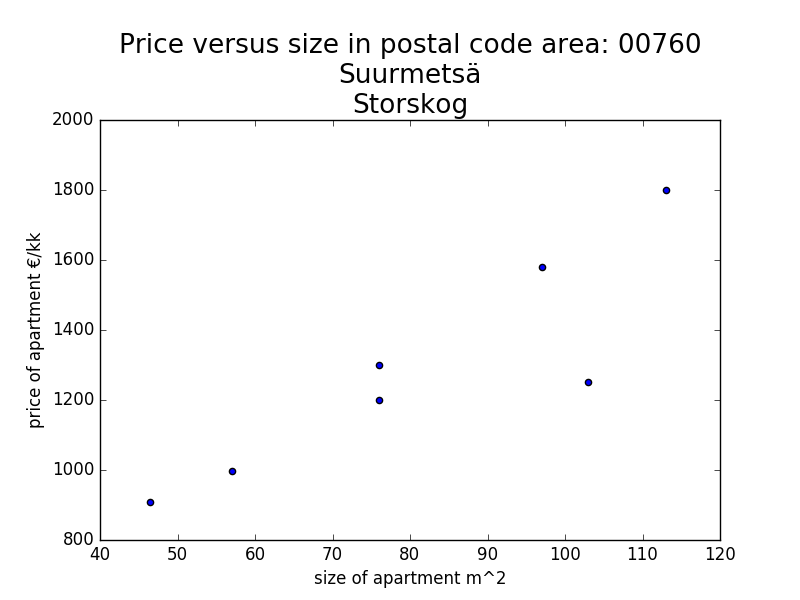 Price versus size in postal code area: 00760
Suurmetsä
Storskog
2000
1800
1600
1400
1200
1000
800
price of apartment €/kk
40 50 60 70 80 90 100 110 120
size of apartment m^2